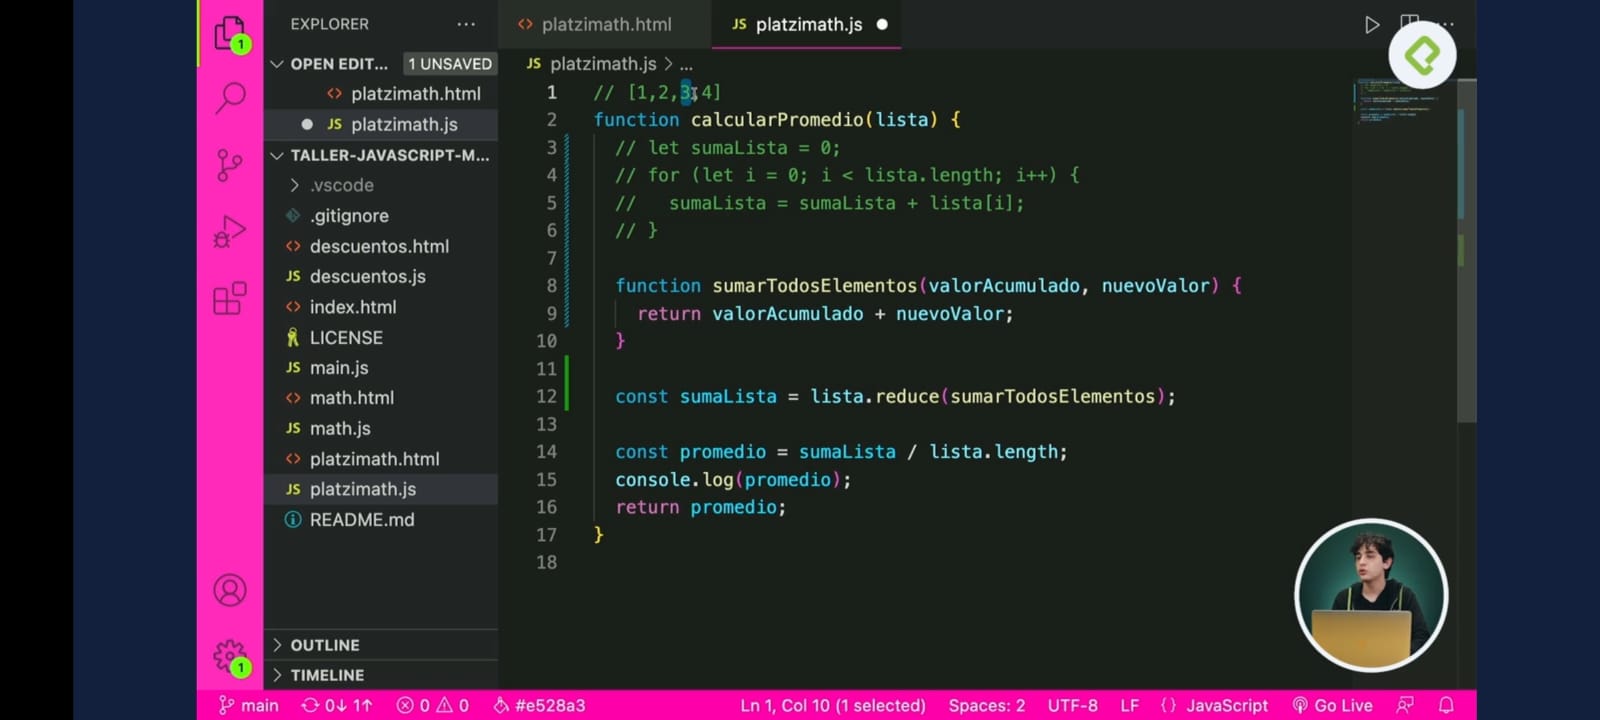 EXPLORER ...
OPEN EDIT... 1 UNSAVED
<> platzimath.html
JS platzimath.js
TALLER-JAVASCRIPT-M...
.vscode
.gitignore
<> descuentos.html
JS descuentos.js
<> index.html
LICENSE
JS main.js
<> math.html
JS math.js
<> platzimath.html
JS platzimath.js
README.md
OUTLINE
TIMELINE
1
1
<> platzimath.html
JS platzimath.js
JS platzimath.js > ...
1 // [1,2,3,4]
2 function calcularPromedio(lista) {
3 // let sumaLista = 0;
4 // for (let i = 0; i < lista.length; i++) {
5 //   sumaLista = sumaLista + lista[i];
6 // }
7
8 function sumarTodosElementos(valorAcumulado, nuevoValor) {
9 return valorAcumulado + nuevoValor;
10 }
11
12 const sumaLista = lista.reduce(sumarTodosElementos);
13
14 const promedio = sumaLista / lista.length;
15 console.log(promedio);
16 return promedio;
17 }
18
main 0↓ 1↑ 0 0 #e528a3 Ln 1, Col 10 (1 selected) Spaces: 2 UTF-8 LF {} JavaScript Go Live